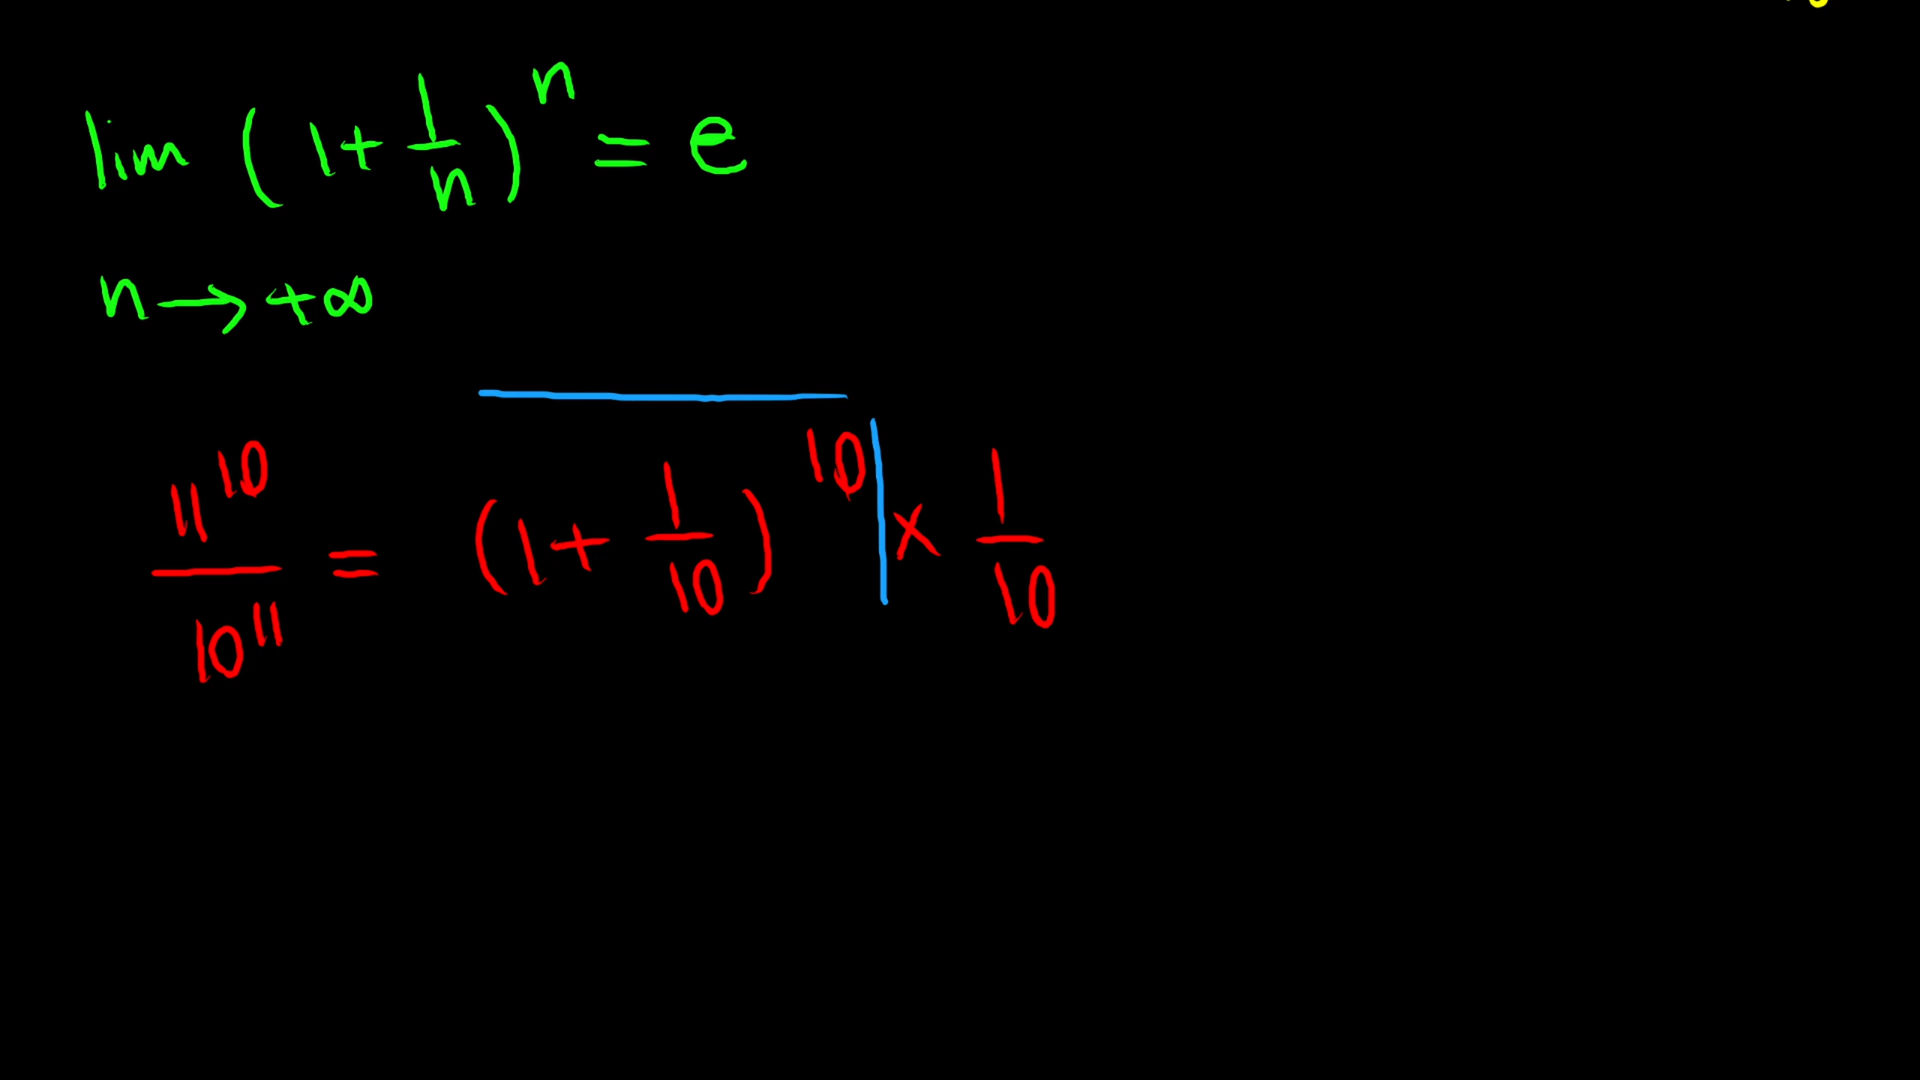 lim (1+1/n)^n = e
n→+∞
11^10/10^11 = (1+1/10)^10 × 1/10